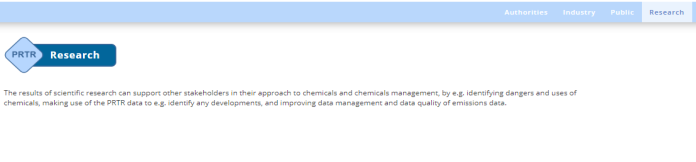 Authorities Industry Public Research
PRTR Research
The results of scientific research can support other stakeholders in their approach to chemicals and chemicals management, by e.g. identifying dangers and uses of
chemicals, making use of the PRTR data to e.g. identify any developments, and improving data management and data quality of emissions data.